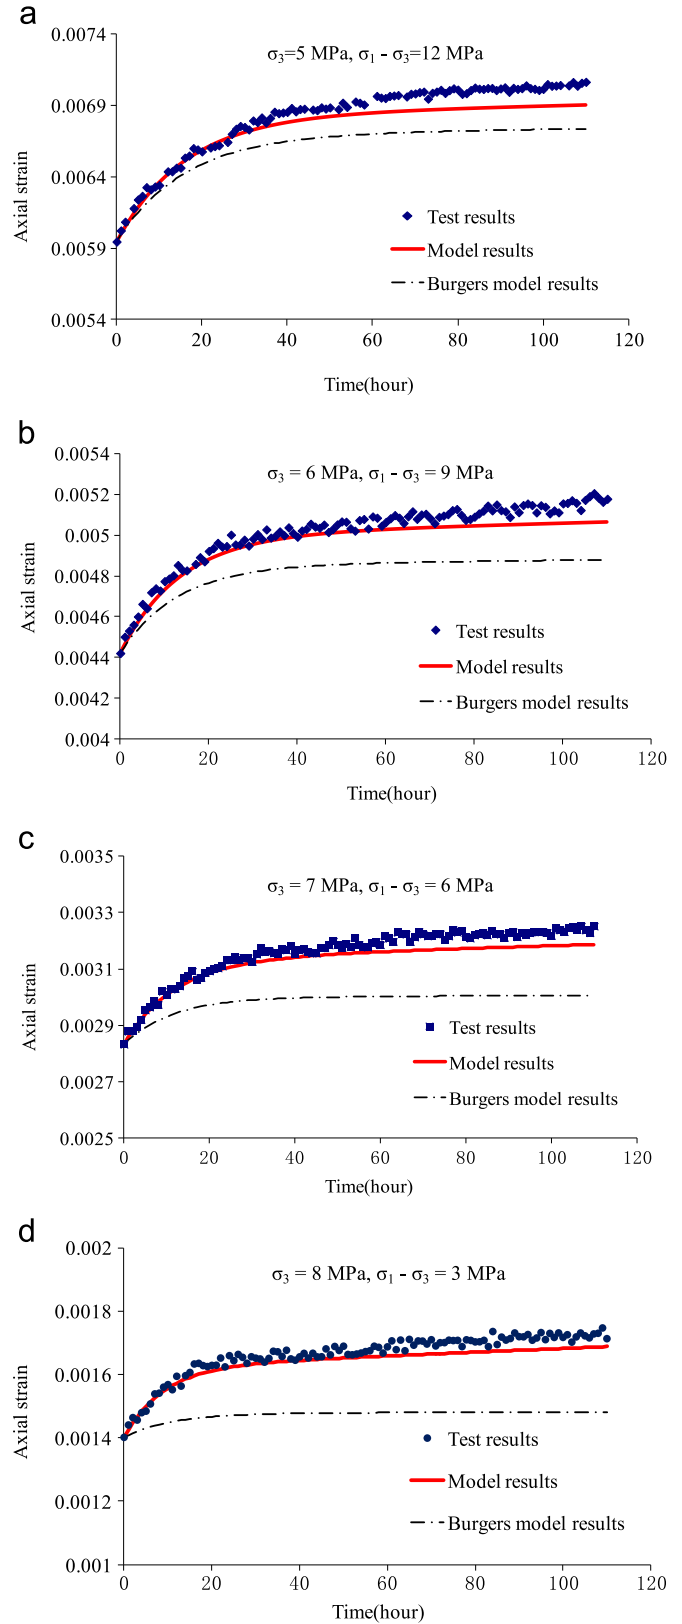 a
0.0074
σ3=5 MPa, σ1 - σ3=12 MPa
0.0069
0.0064
0.0059
0.0054
Axial strain
Test results
Model results
Burgers model results
0 20 40 60 80 100 120
Time(hour)
b
0.0054
σ3 = 6 MPa, σ1 - σ3 = 9 MPa
0.0052
0.005
0.0048
0.0046
0.0044
0.0042
0.004
Axial strain
Test results
Model results
Burgers model results
0 20 40 60 80 100 120
Time(hour)
c
0.0035
σ3 = 7 MPa, σ1 - σ3 = 6 MPa
0.0033
0.0031
0.0029
0.0027
0.0025
Axial strain
Test results
Model results
Burgers model results
0 20 40 60 80 100 120
Time(hour)
d
0.002
σ3 = 8 MPa, σ1 - σ3 = 3 MPa
0.0018
0.0016
0.0014
0.0012
0.001
Axial strain
Test results
Model results
Burgers model results
0 20 40 60 80 100 120
Time(hour)